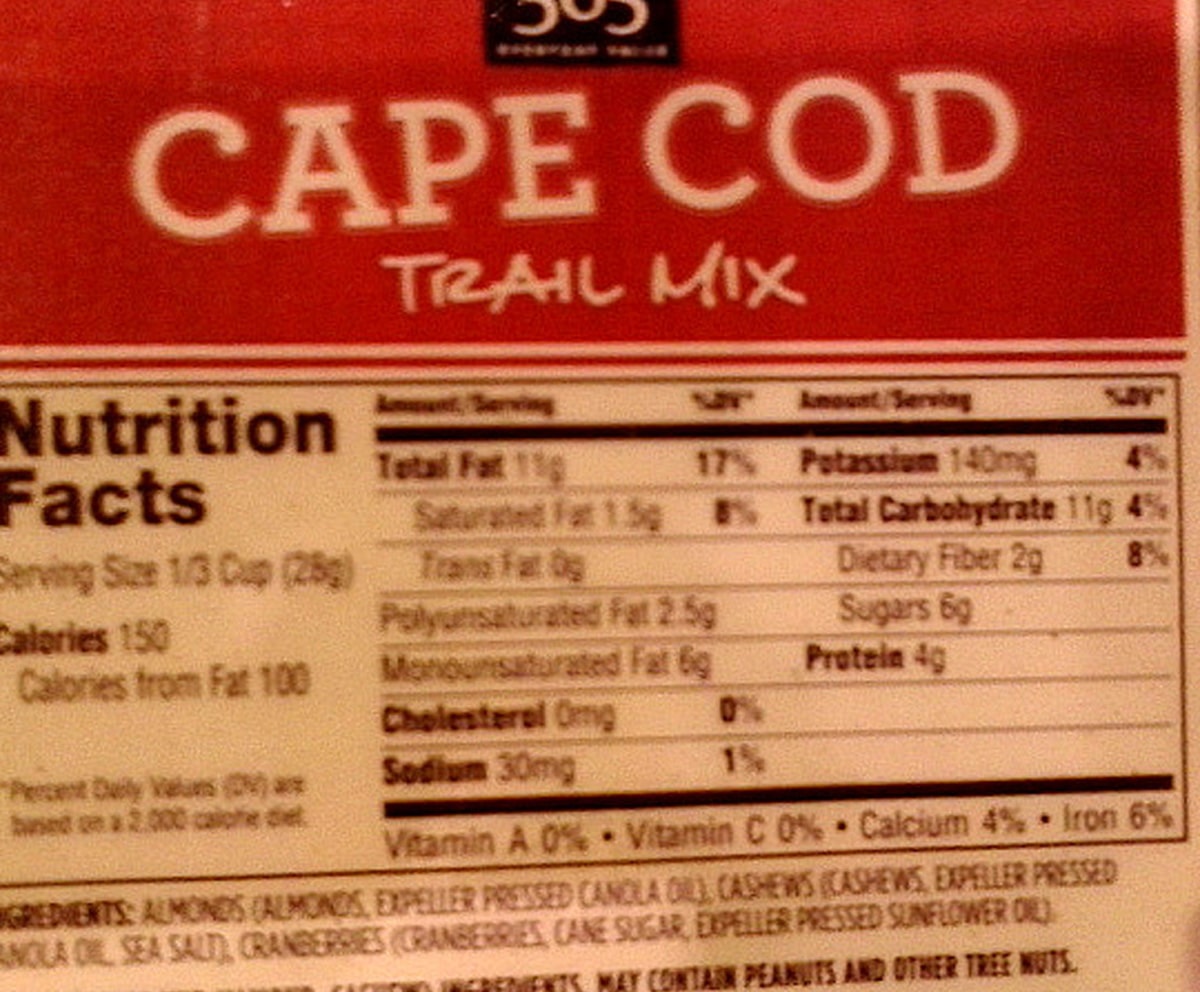 365
EVERYDAY VALUE
CAPE COD
TRAIL MIX
Nutrition
Facts
Serving Size 1/3 Cup (28g)
Calories 150
Calories from Fat 100
*Percent Daily Values (DV) are
based on a 2,000 calorie diet.
Amount/Serving %DV* Amount/Serving %DV*
Total Fat 11g 17% Potassium 140mg 4%
Saturated Fat 1.5g 8% Total Carbohydrate 11g 4%
Trans Fat 0g Dietary Fiber 2g 8%
Polyunsaturated Fat 2.5g Sugars 6g
Monounsaturated Fat 6g Protein 4g
Cholesterol 0mg 0%
Sodium 30mg 1%
Vitamin A 0% • Vitamin C 0% • Calcium 4% • Iron 6%
NGREDIENTS: ALMONDS (ALMONDS, EXPELLER PRESSED CANOLA OIL), CASHEWS (CASHEWS, EXPELLER PRESSED
ANOLA OIL, SEA SALT), CRANBERRIES (CRANBERRIES, CANE SUGAR, EXPELLER PRESSED SUNFLOWER OIL).
INGREDIENTS. MAY CONTAIN PEANUTS AND OTHER TREE NUTS.